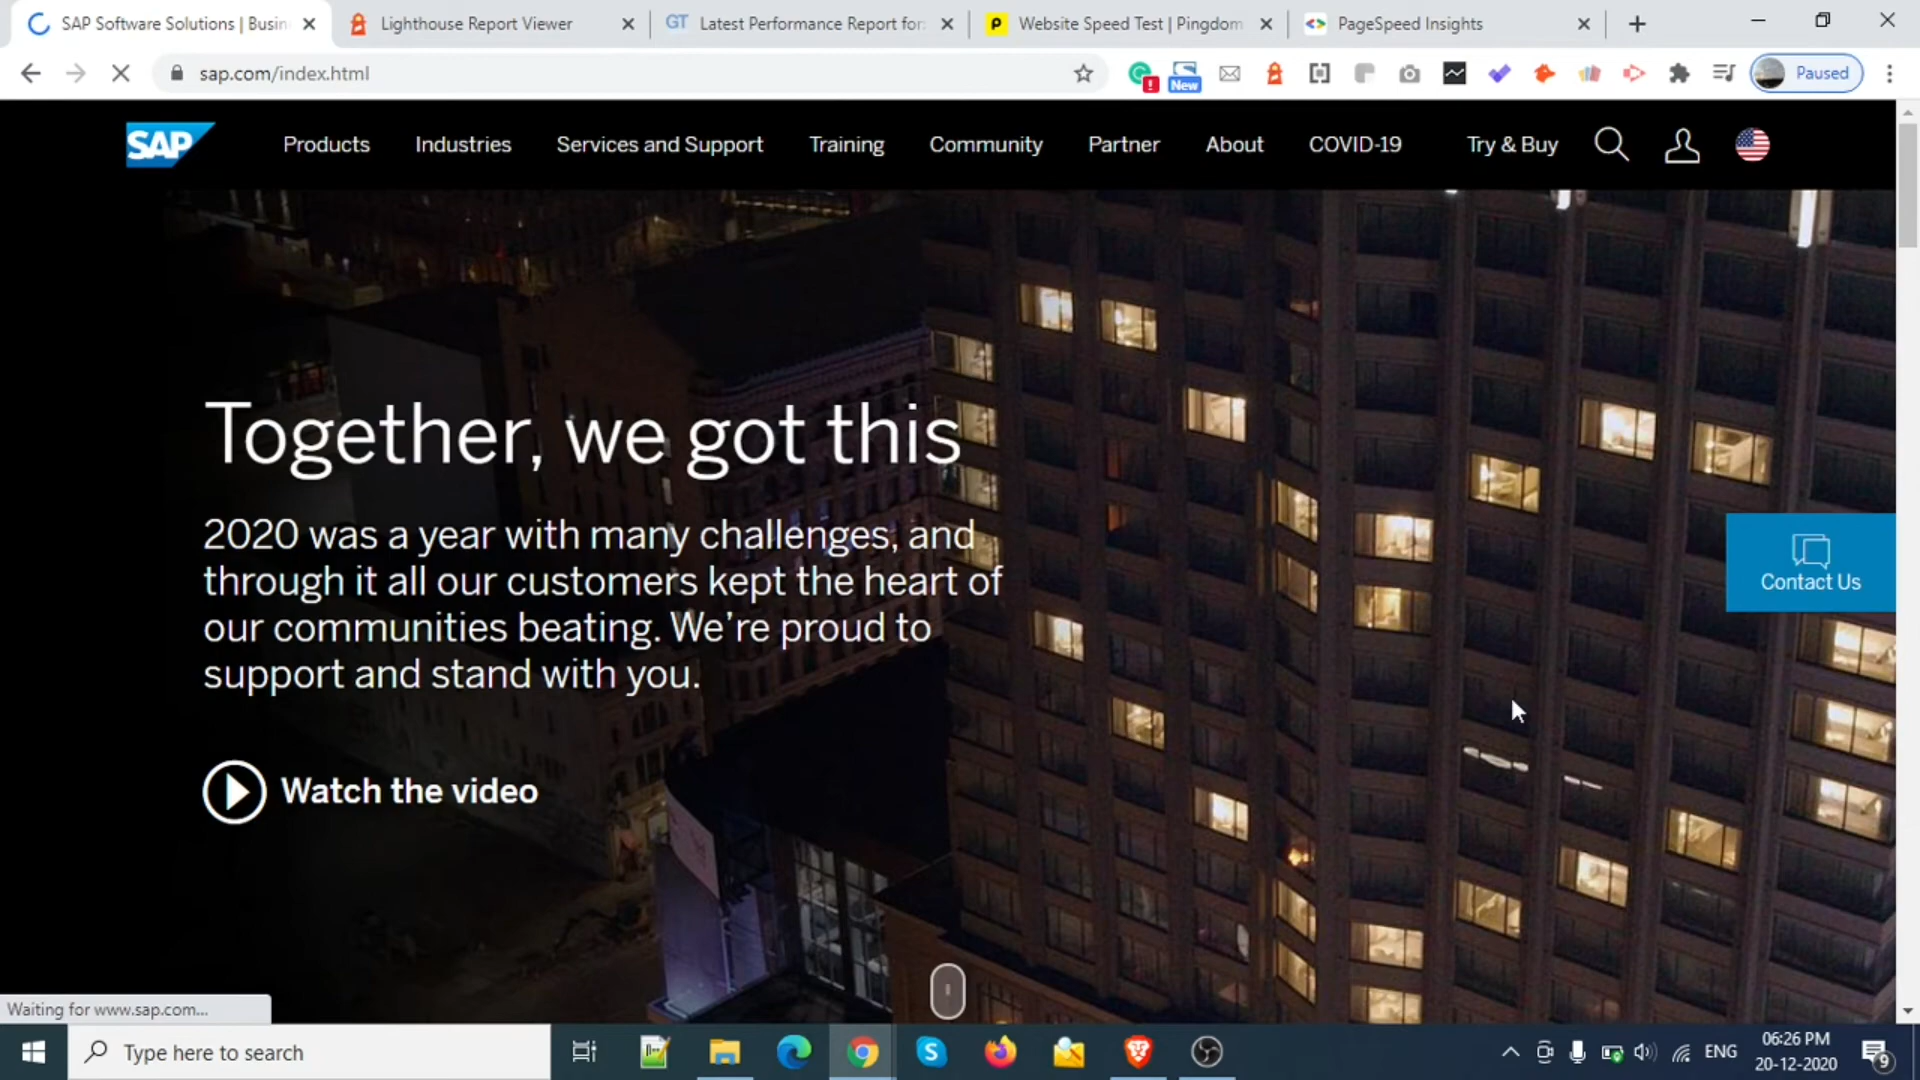 SAP Software Solutions | Busin
Lighthouse Report Viewer
GT Latest Performance Report for:
Website Speed Test | Pingdom
PageSpeed Insights
sap.com/index.html
New
Paused
SAP
Products
Industries
Services and Support
Training
Community
Partner
About
COVID-19
Try & Buy
Together, we got this
2020 was a year with many challenges, and
through it all our customers kept the heart of
our communities beating. We’re proud to
support and stand with you.
Contact Us
Watch the video
Waiting for www.sap.com...
Type here to search
ENG
06:26 PM
20-12-2020
9